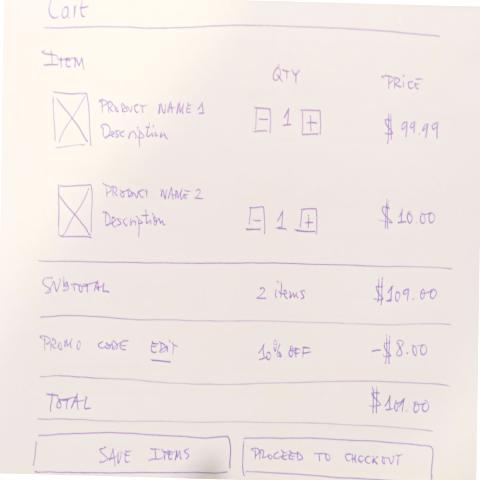 Cart
ITEM QTY PRICE
PRODUCT NAME 1
Description
- 1 +
$99.99
PRODUCT NAME 2
Description
- 1 +
$10.00
SUBTOTAL 2 items $109.00
PROMO CODE EDIT 10% OFF -$8.00
TOTAL $101.00
SAVE ITEMS PROCEED TO CHECKOUT